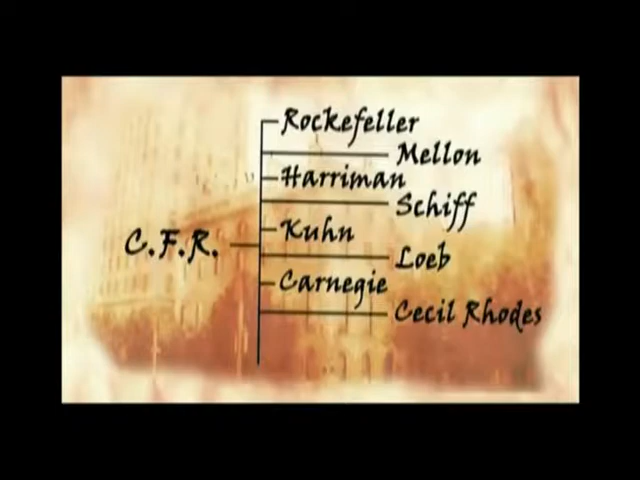 Rockefeller
Mellon
Harriman
Schiff
C.F.R.
Kuhn
Loeb
Carnegie
Cecil Rhodes